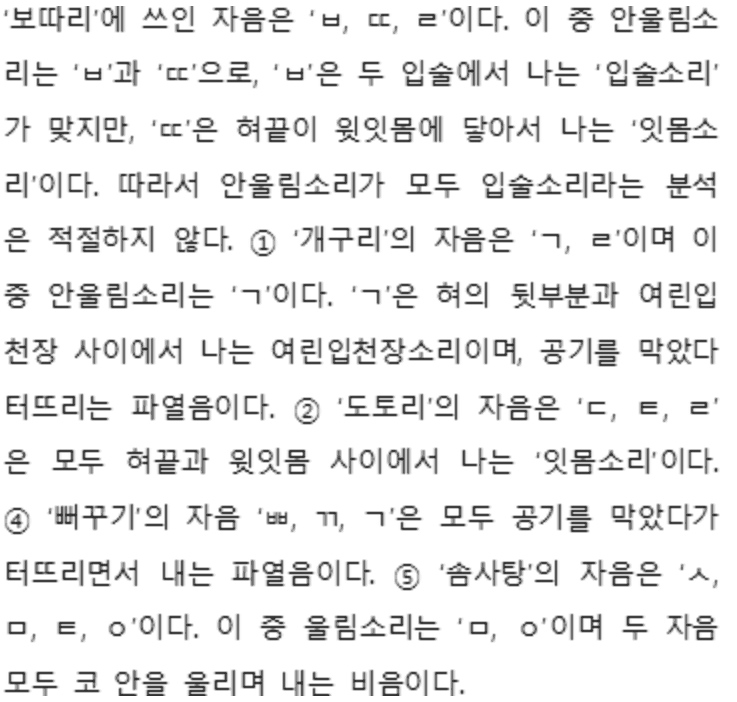 ‘보따리’에 쓰인 자음은 ‘ㅂ, ㄸ, ㄹ’이다. 이 중 안울림소
리는 ‘ㅂ’과 ‘ㄸ’으로, ‘ㅂ’은 두 입술에서 나는 ‘입술소리’
가 맞지만, ‘ㄸ’은 혀끝이 윗잇몸에 닿아서 나는 ‘잇몸소
리’이다. 따라서 안울림소리가 모두 입술소리라는 분석
은 적절하지 않다. ① ‘개구리’의 자음은 ‘ㄱ, ㄹ’이며 이
중 안울림소리는 ‘ㄱ’이다. ‘ㄱ’은 혀의 뒷부분과 여린입
천장 사이에서 나는 여린입천장소리이며, 공기를 막았다
터뜨리는 파열음이다. ② ‘도토리’의 자음은 ‘ㄷ, ㅌ, ㄹ’
은 모두 혀끝과 윗잇몸 사이에서 나는 ‘잇몸소리’이다.
④ ‘뻐꾸기’의 자음 ‘ㅃ, ㄲ, ㄱ’은 모두 공기를 막았다가
터뜨리면서 내는 파열음이다. ⑤ ‘솜사탕’의 자음은 ‘ㅅ,
ㅁ, ㅌ, ㅇ’이다. 이 중 울림소리는 ‘ㅁ, ㅇ’이며 두 자음
모두 코 안을 울리며 내는 비음이다.